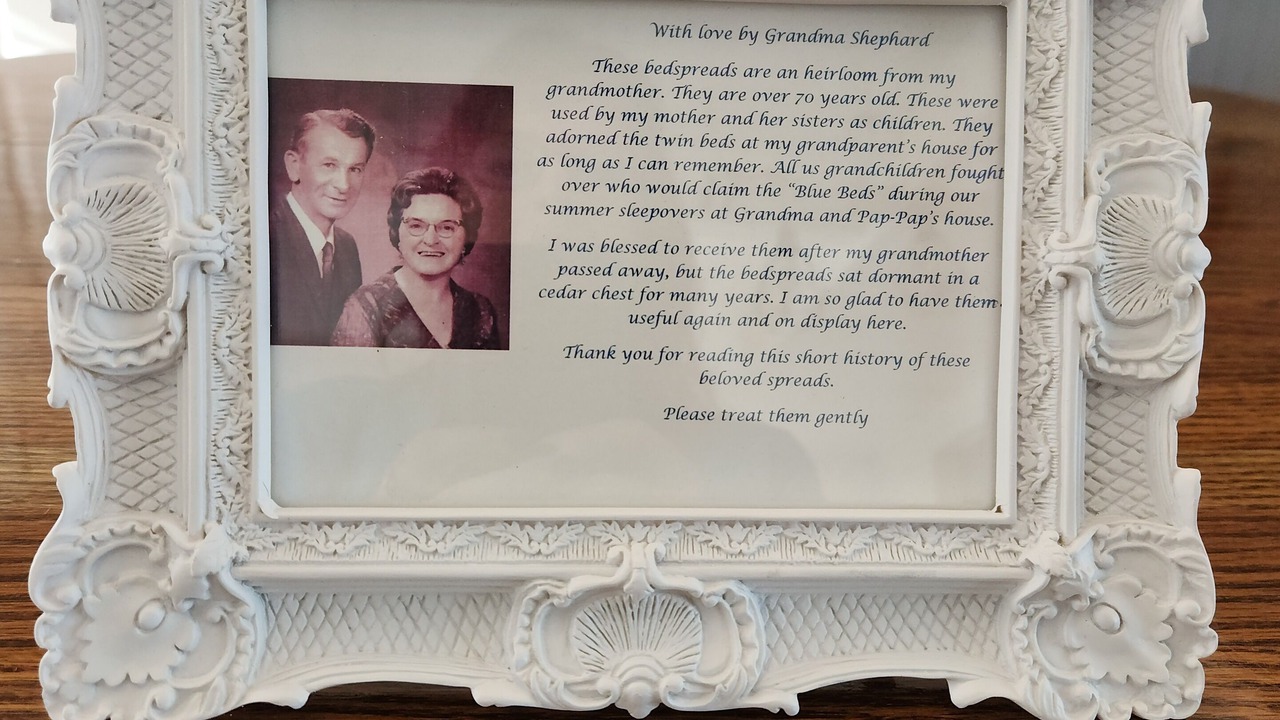 With love by Grandma Shephard
These bedspreads are an heirloom from my
grandmother. They are over 70 years old. These were
used by my mother and her sisters as children. They
adorned the twin beds at my grandparent's house for
as long as I can remember. All us grandchildren fought
over who would claim the "Blue Beds" during our
summer sleepovers at Grandma and Pap-Pap's house.
I was blessed to receive them after my grandmother
passed away, but the bedspreads sat dormant in a
cedar chest for many years. I am so glad to have them
useful again and on display here.
Thank you for reading this short history of these
beloved spreads.
Please treat them gently